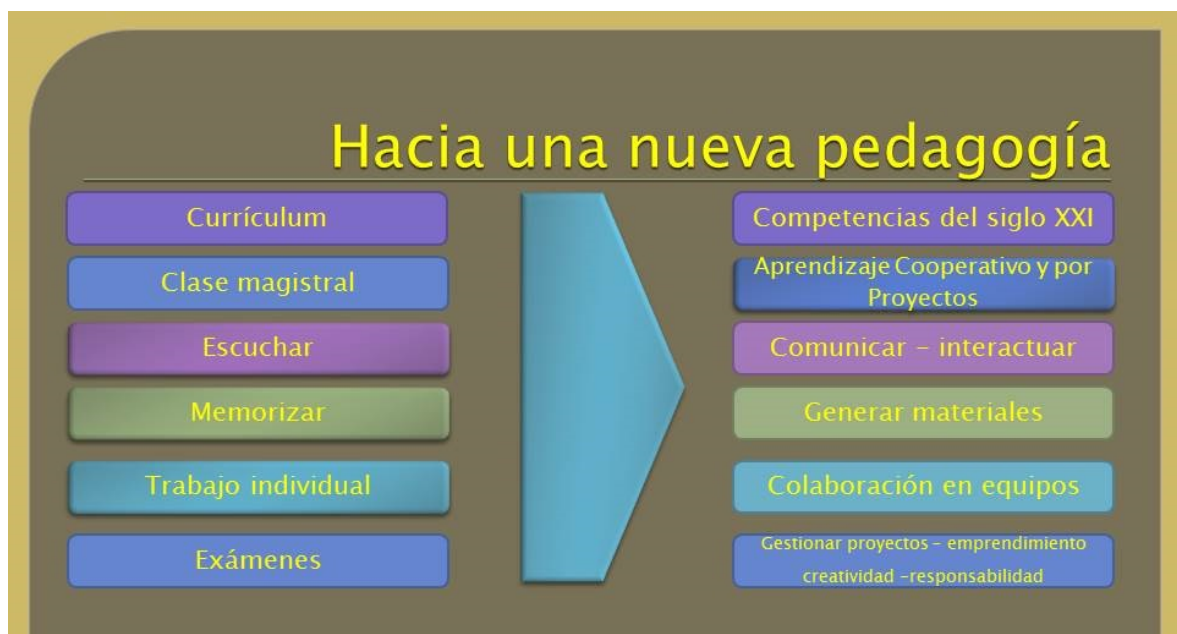 Hacia una nueva pedagogía
Currículum
Competencias del siglo XXI
Clase magistral
Aprendizaje Cooperativo y por
Proyectos
Escuchar
Comunicar - interactuar
Memorizar
Generar materiales
Trabajo individual
Colaboración en equipos
Exámenes
Gestionar proyectos - emprendimiento
creatividad -responsabilidad